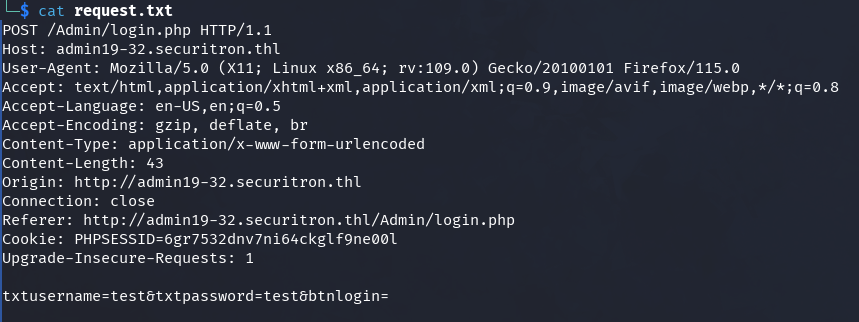 $ cat request.txt
POST /Admin/login.php HTTP/1.1
Host: admin19-32.securitron.thl
User-Agent: Mozilla/5.0 (X11; Linux x86_64; rv:109.0) Gecko/20100101 Firefox/115.0
Accept: text/html,application/xhtml+xml,application/xml;q=0.9,image/avif,image/webp,*/*;q=0.8
Accept-Language: en-US,en;q=0.5
Accept-Encoding: gzip, deflate, br
Content-Type: application/x-www-form-urlencoded
Content-Length: 43
Origin: http://admin19-32.securitron.thl
Connection: close
Referer: http://admin19-32.securitron.thl/Admin/login.php
Cookie: PHPSESSID=6gr7532dnv7ni64ckglf9ne00l
Upgrade-Insecure-Requests: 1

txtusername=test&txtpassword=test&btnlogin=